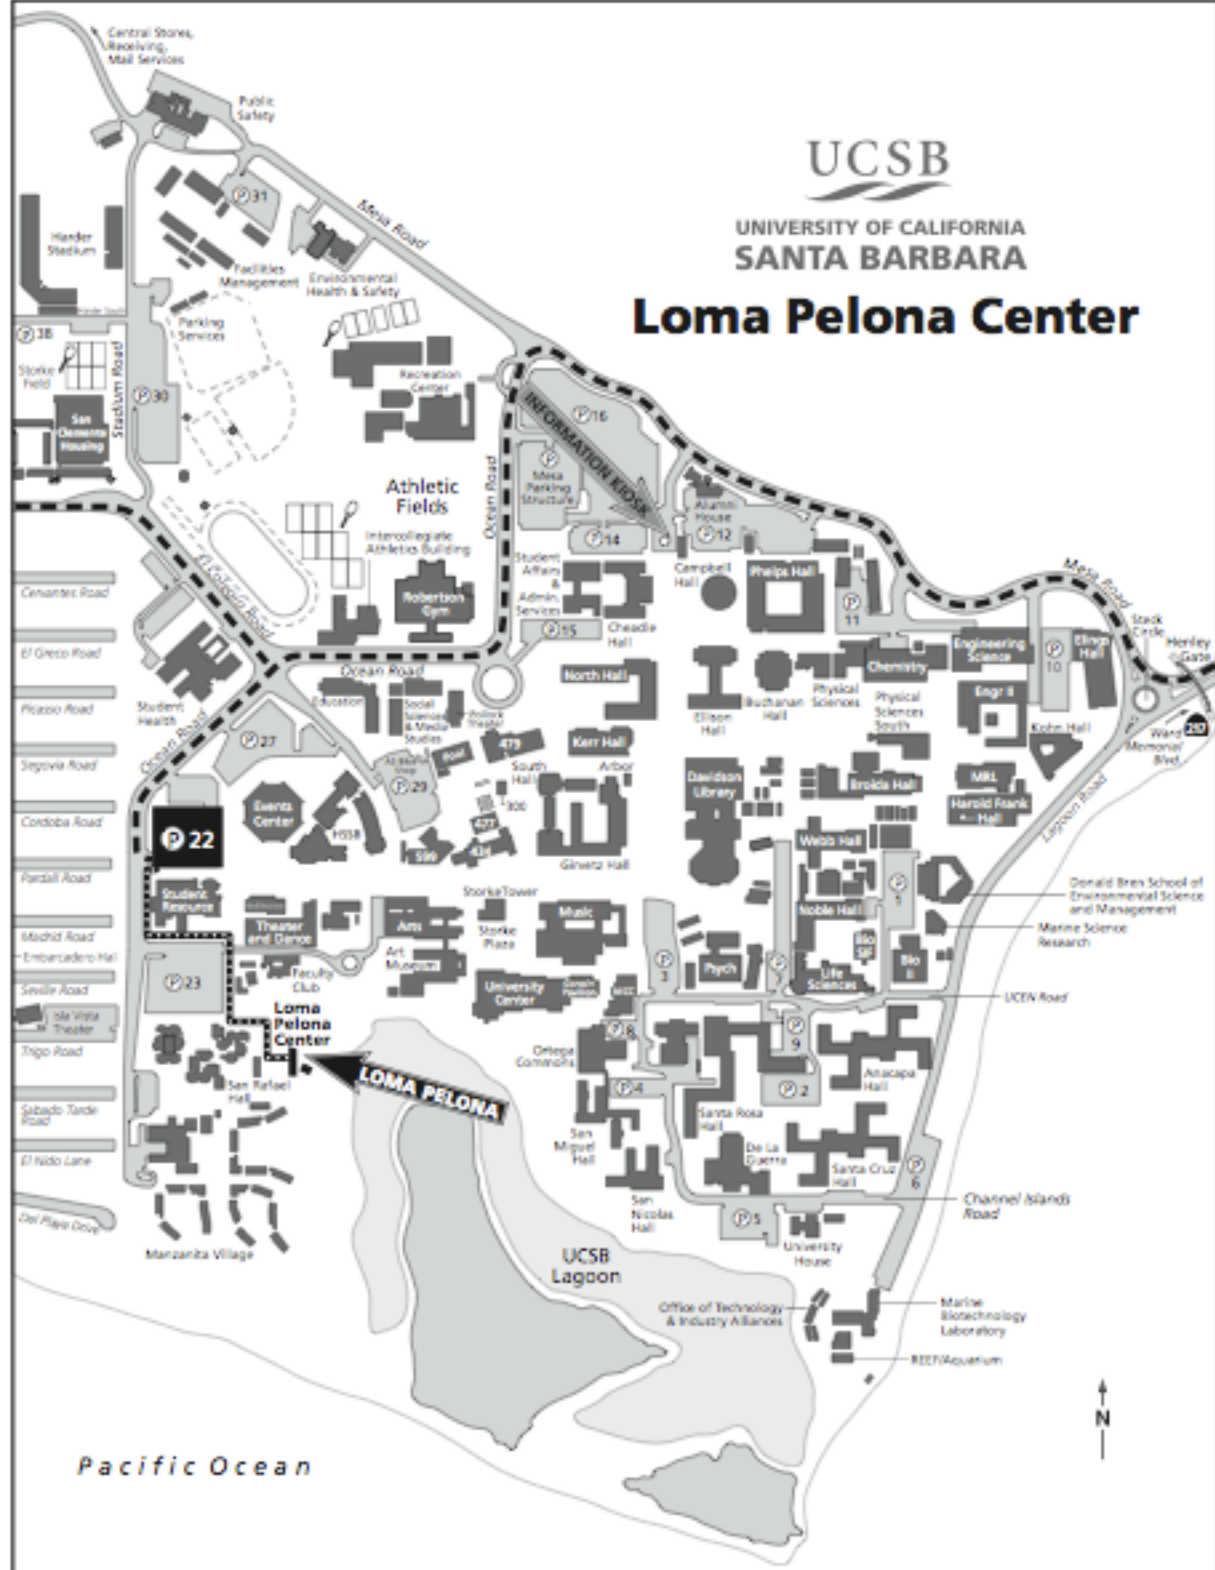 Central Stores,
Receiving,
Mail Services
Public
Safety
UCSB
UNIVERSITY OF CALIFORNIA
SANTA BARBARA
Loma Pelona Center
P 31
Mesa Road
Harder
Stadium
Facilities
Management
Environmental
Health & Safety
P 38
Parking
Services
Storke
Field
Stadium Road
P 30
San
Clemente
Housing
Recreation
Center
INFORMATION KIOSK
P 16
P
Mesa
Parking
Structure
Ocean Road
Athletic
Fields
Alumni
House
P 14
P 12
Intercollegiate
Athletics Building
Student
Affairs
&
Admin.
Services
Campbell
Hall
Phelps Hall
Mesa Road
Cervantes Road
El Colegio Road
Robertson
Gym
Cheadle
Hall
P 15
P
11
Steck
Circle
Henley
Gate
El Greco Road
Ocean Road
North Hall
Chemistry
Engineering
Science
P
10
Elings
Hall
Picasso Road
Student
Health
Education
Social
Sciences
& Media
Studies
Pollock
Theater
Ellison
Hall
Buchanan
Hall
Physical
Sciences
Physical
Sciences
South
Engr II
Kohn Hall
Ward
Memorial
Blvd.
217
Segovia Road
Ocean Road
P 27
479
South
Hall
Kerr Hall
Arbor
Davidson
Library
Broida Hall
MRL
Harold Frank
Hall
Lagoon Road
Cordoba Road
P 22
Events
Center
HSSB
P 29
300
477
434
599
Girvetz Hall
Webb Hall
Pardall Road
Student
Resource
Storke Tower
P
1
Donald Bren School of
Environmental Science
and Management
Madrid Road
Theater
and Dance
Arts
Storke
Plaza
Music
Noble Hall
Marine Science
Research
Embarcadero Hall
Art
Museum
Bio
II
Psych
Life
Sciences
P
3
P
Seville Road
P 23
Faculty
Club
University
Center
MCC
UCEN Road
Isla Vista
Theater
Loma
Pelona
Center
P 8
P
9
Trigo Road
Ortega
Commons
Anacapa
Hall
LOMA PELONA
San Rafael
Hall
P 4
P 2
Sabado Tarde
Road
Santa Rosa
Hall
San
Miguel
Hall
De La
Guerra
El Nido Lane
Santa Cruz
Hall
P
6
San
Nicolas
Hall
Channel Islands
Road
Del Playa Drive
P 5
Manzanita Village
UCSB
Lagoon
University
House
Office of Technology
& Industry Alliances
Marine
Biotechnology
Laboratory
REEF/Aquarium
N
Pacific Ocean